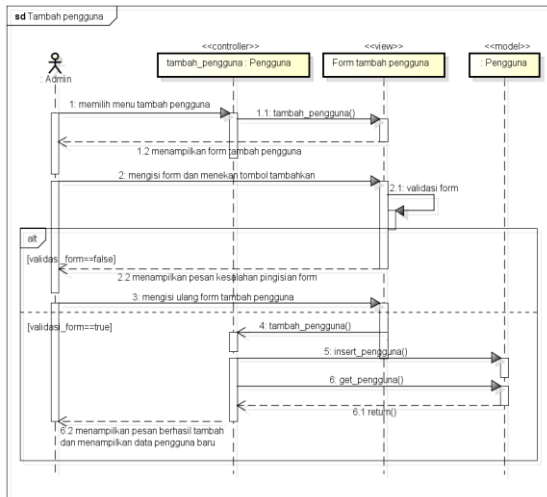 sd Tambah pengguna
<<controller>>
<<view>>
<<model>>
tambah_pengguna : Pengguna
Form tambah pengguna
: Pengguna
: Admin
1: memilih menu tambah pengguna
1.1: tambah_pengguna()
1.2 menampilkan form tambah pengguna
2: mengisi form dan menekan tombol tambahkan
2.1: validasi form
alt
[validasi_form==false]
2.2 menampilkan pesan kesalahan pingisian form
3: mengisi ulang form tambah pengguna
[validasi_form==true]
4: tambah_pengguna()
5: insert_pengguna()
6: get_pengguna()
6.1 return()
6.2 menampilkan pesan berhasil tambah
dan menampilkan data pengguna baru